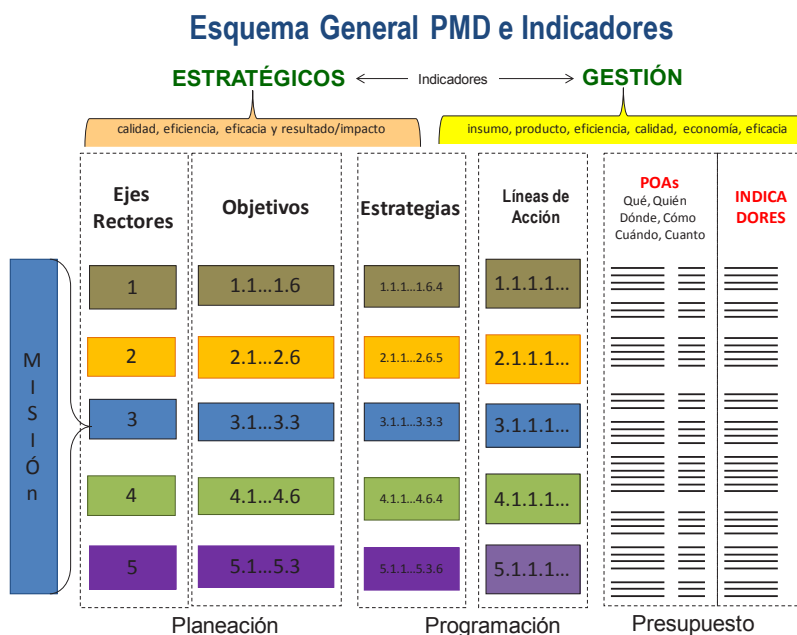 Esquema General PMD e Indicadores
ESTRATÉGICOS
Indicadores
GESTIÓN
calidad, eficiencia, eficacia y resultado/impacto
insumo, producto, eficiencia, calidad, economía, eficacia
Ejes
Rectores
Objetivos
Estrategias
Líneas de
Acción
POAs
Qué, Quién
Dónde, Cómo
Cuándo, Cuanto
INDICA
DORES
M
I
S
I
Ó
n
1
1.1...1.6
1.1.1...1.6.4
1.1.1.1...
2
2.1...2.6
2.1.1...2.6.5
2.1.1.1...
3
3.1...3.3
3.1.1...3.3.3
3.1.1.1...
4
4.1...4.6
4.1.1...4.6.4
4.1.1.1...
5
5.1...5.3
5.1.1...5.3.6
5.1.1.1...
Planeación
Programación
Presupuesto